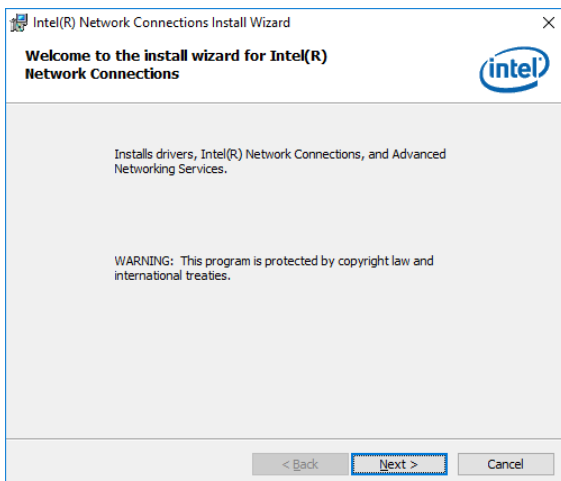 Intel(R) Network Connections Install Wizard
Welcome to the install wizard for Intel(R)
Network Connections
intel
Installs drivers, Intel(R) Network Connections, and Advanced
Networking Services.
WARNING: This program is protected by copyright law and
international treaties.
< Back Next > Cancel